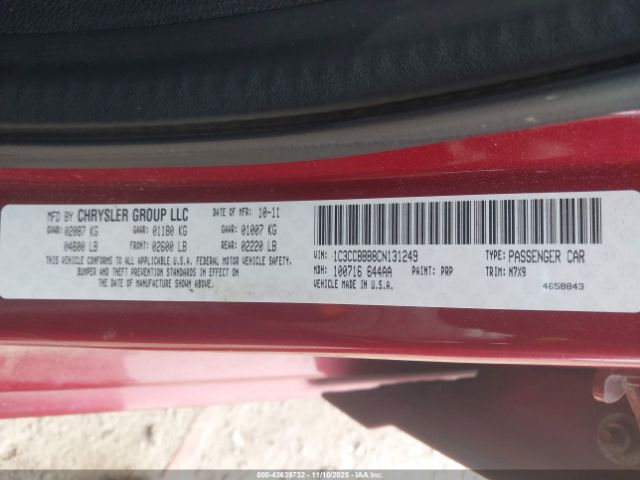 MFD BY CHRYSLER GROUP LLC DATE OF MFR 10-11
GVWR: 02087 KG GAWR: 01180 KG GAWR: 01007 KG
04600 LB FRONT: 02600 LB REAR: 02220 LB
THIS VEHICLE CONFORMS TO ALL APPLICABLE U.S.A. FEDERAL MOTOR VEHICLE SAFETY,
BUMPER AND THEFT PREVENTION STANDARDS IN EFFECT ON
THE DATE OF MANUFACTURE SHOWN ABOVE.
VIN: 1C3CCBBB8CN131249 TYPE: PASSENGER CAR
MDH: 100716 644AA PAINT: PRP TRIM: N7X9
VEHICLE MADE IN U.S.A. 4658843
000-43639732 — 11/10/2025 — IAAI.COM